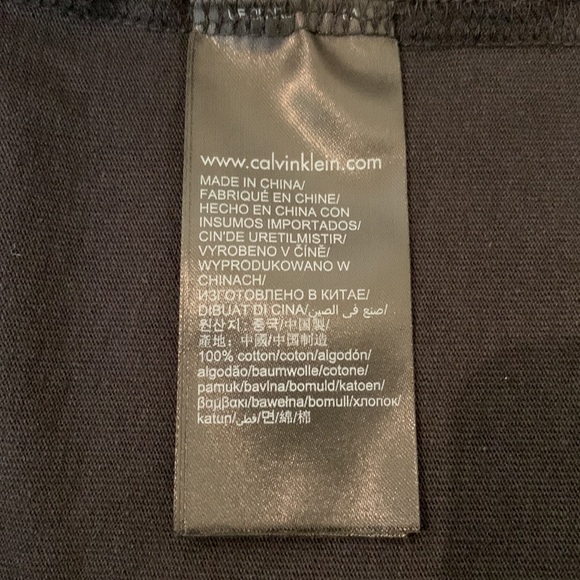 www.calvinklein.com
MADE IN CHINA/
FABRIQUÉ EN CHINE/
HECHO EN CHINA CON
INSUMOS IMPORTADOS/
CIN'DE URETILMISTIR/
VYROBENO V ČÍNĚ/
WYPRODUKOWANO W
CHINACH/
ИЗГОТОВЛЕНО В КИТАЕ/
DIBUAT DI CINA/صنع في الصين/
원산지 : 중국/中国製/
產地: 中國/中国制造
100% cotton/coton/algodón/
algodão/baumwolle/cotone/
pamuk/bavlna/bomuld/katoen/
βαμβακι/bawełna/bomull/хлопок/
katun/قطن/면/綿/棉